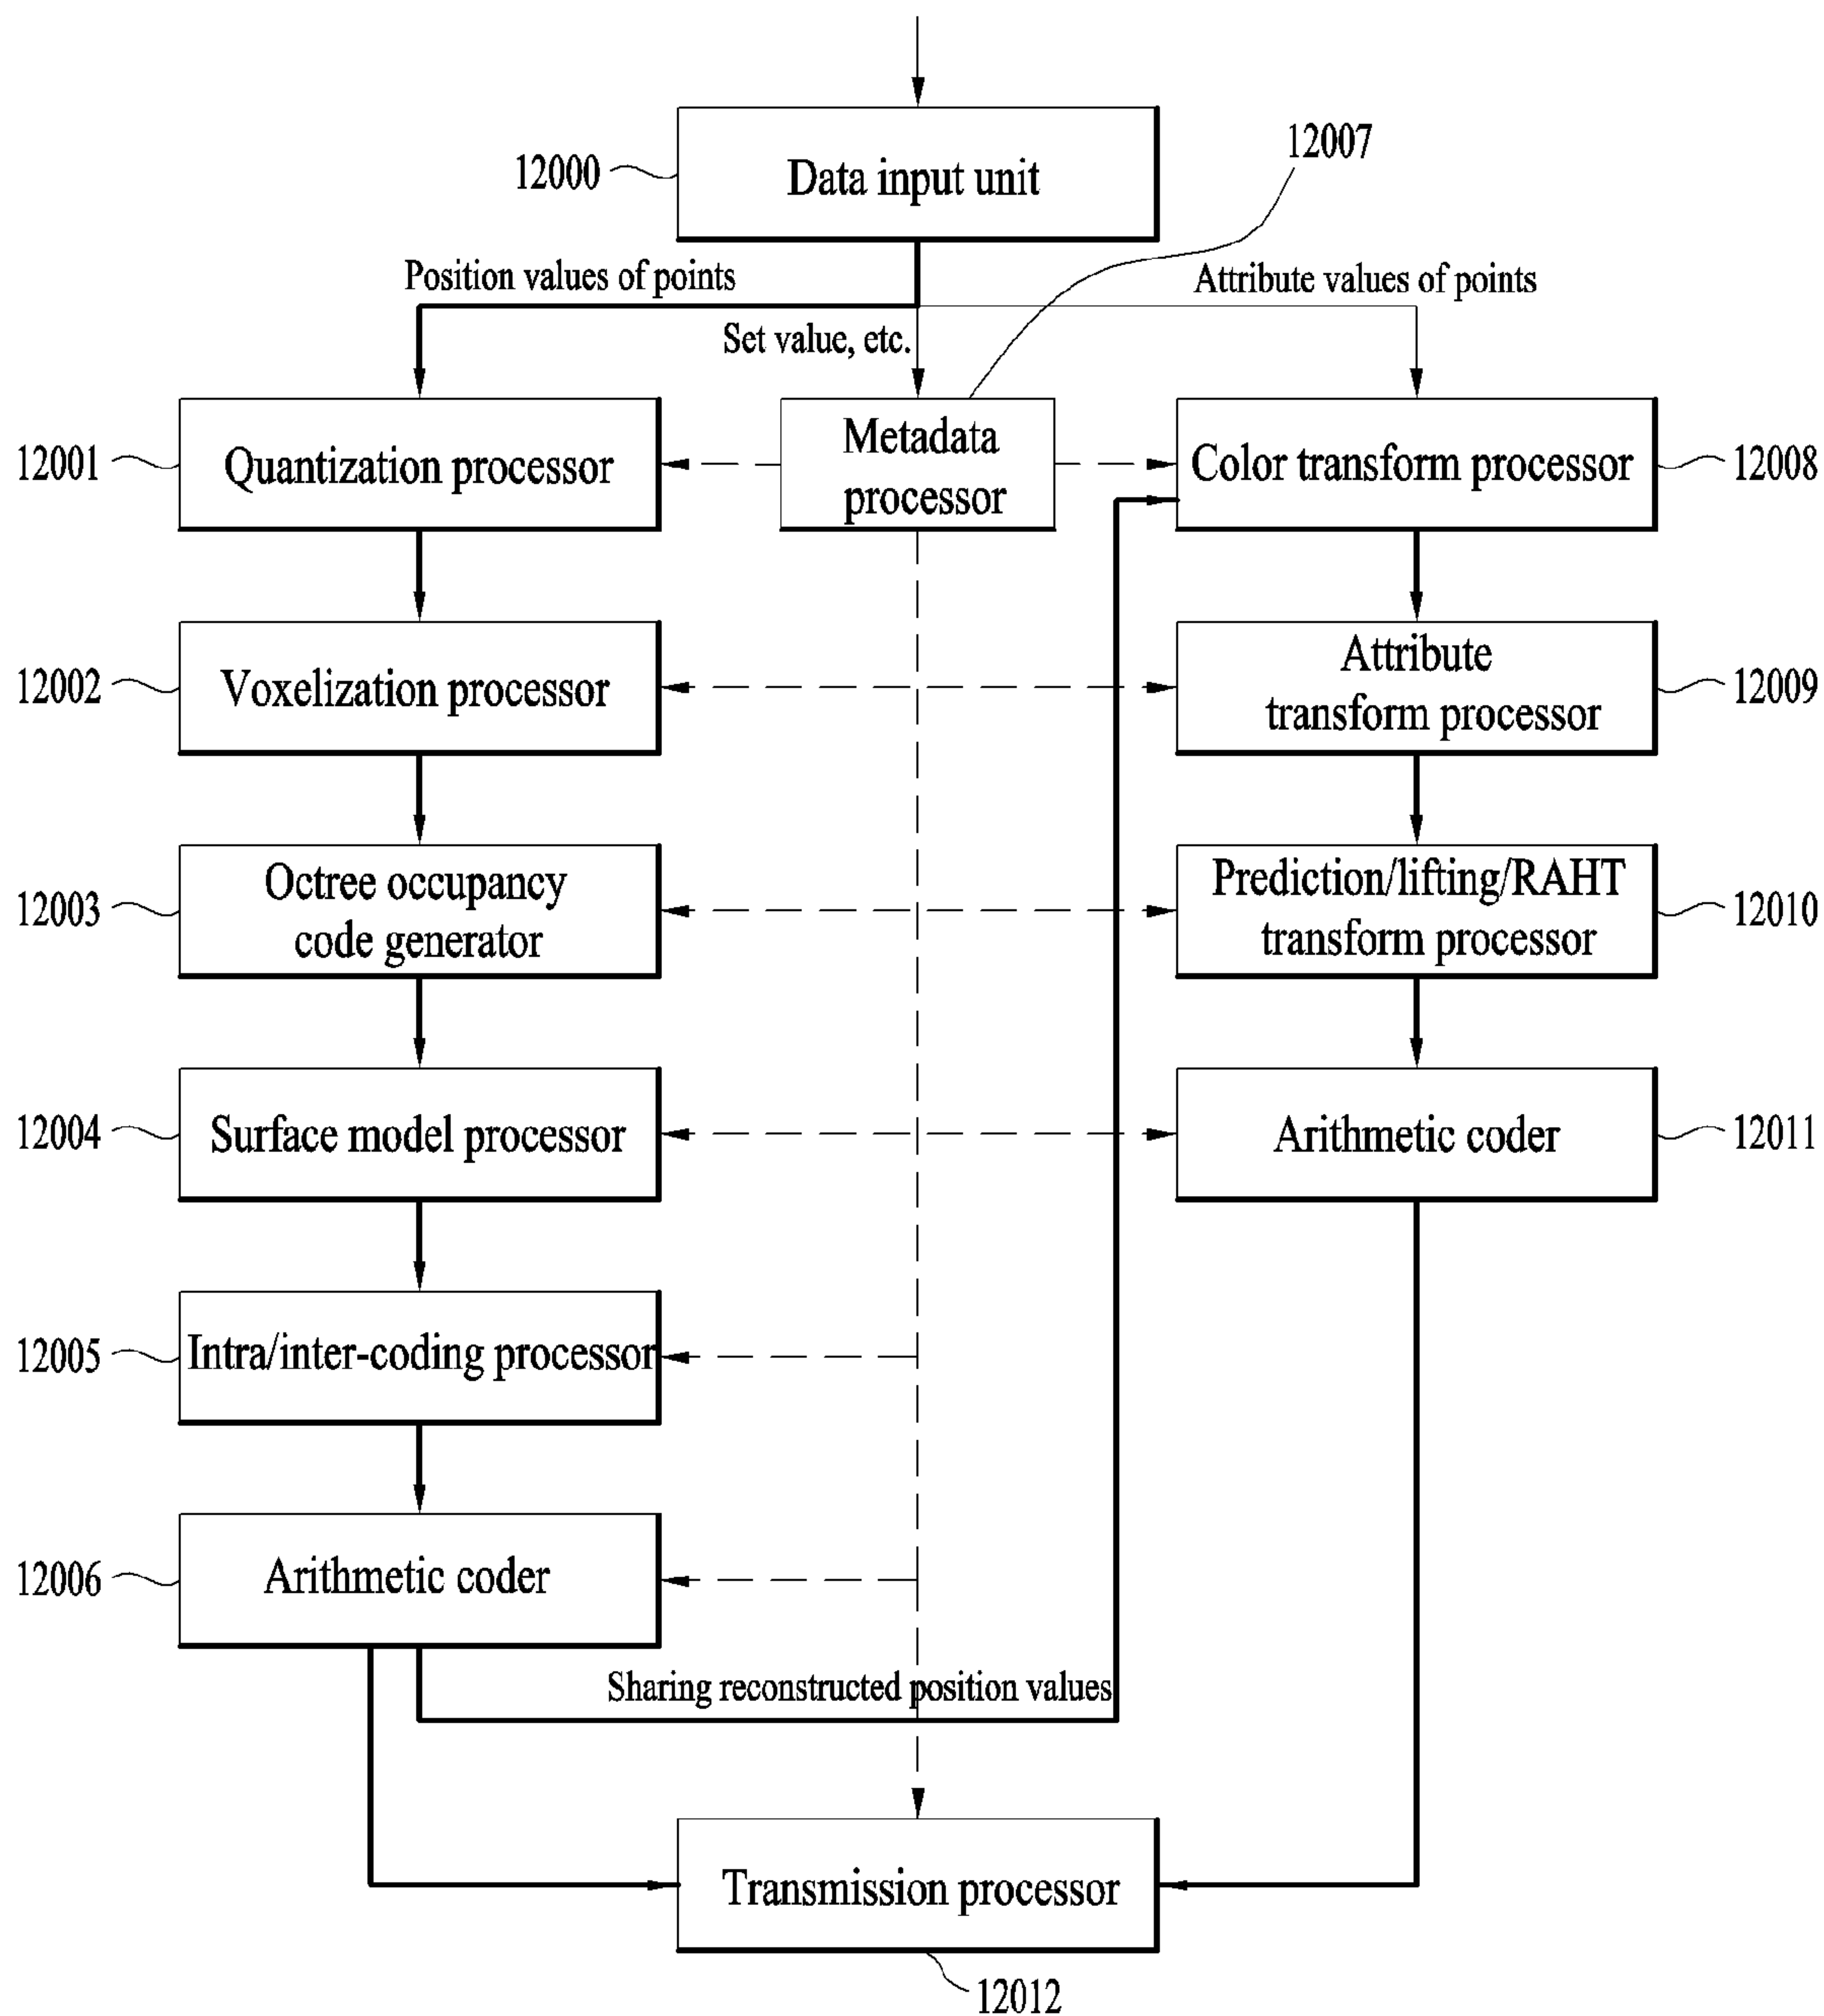 12000
Data input unit
12007
Position values of points
Attribute values of points
Set value, etc.
12001
Quantization processor
Metadata
processor
Color transform processor
12008
12002
Voxelization processor
Attribute
transform processor
12009
12003
Octree occupancy
code generator
Prediction/lifting/RAHT
transform processor
12010
12004
Surface model processor
Arithmetic coder
12011
12005
Intra/inter-coding processor
12006
Arithmetic coder
Sharing reconstructed position values
Transmission processor
12012